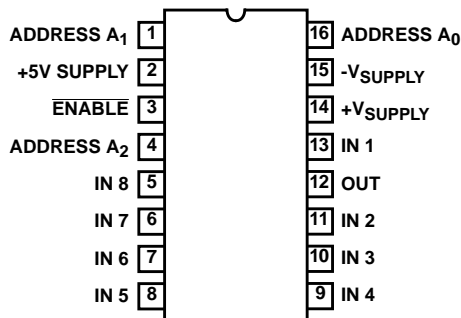 ADDRESS A1 1 16 ADDRESS A0
+5V SUPPLY 2 15 -VSUPPLY
ENABLE 3 14 +VSUPPLY
ADDRESS A2 4 13 IN 1
IN 8 5 12 OUT
IN 7 6 11 IN 2
IN 6 7 10 IN 3
IN 5 8 9 IN 4